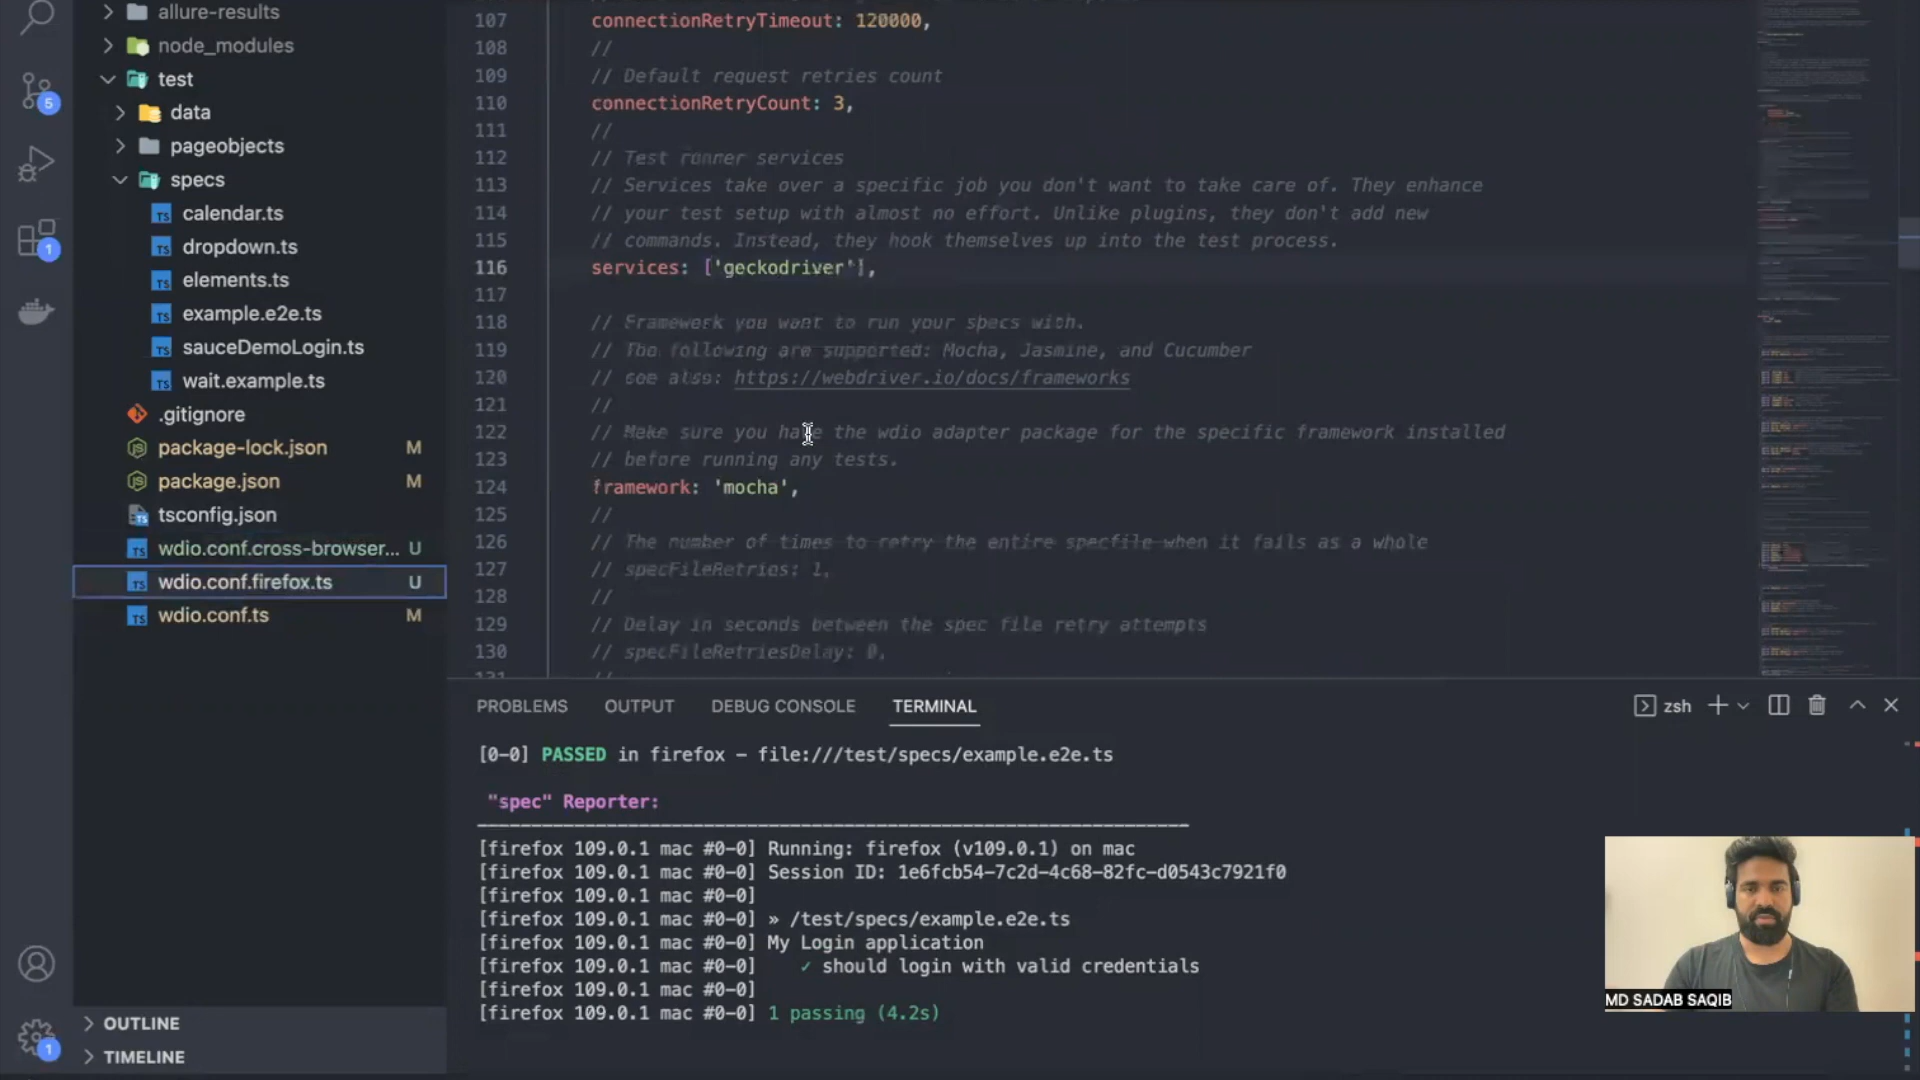 allure-results
node_modules
test
data
pageobjects
specs
TS calendar.ts
TS dropdown.ts
TS elements.ts
TS example.e2e.ts
TS sauceDemoLogin.ts
TS wait.example.ts
.gitignore
package-lock.json M
package.json M
tsconfig.json
TS wdio.conf.cross-browser... U
TS wdio.conf.firefox.ts U
TS wdio.conf.ts M
OUTLINE
TIMELINE
5
1
1
107 connectionRetryTimeout: 120000,
108 //
109 // Default request retries count
110 connectionRetryCount: 3,
111 //
112 // Test runner services
113 // Services take over a specific job you don't want to take care of. They enhance
114 // your test setup with almost no effort. Unlike plugins, they don't add new
115 // commands. Instead, they hook themselves up into the test process.
116 services: ['geckodriver'],
117
118 // Framework you want to run your specs with.
119 // The following are supported: Mocha, Jasmine, and Cucumber
120 // see also: https://webdriver.io/docs/frameworks
121 //
122 // Make sure you have the wdio adapter package for the specific framework installed
123 // before running any tests.
124 framework: 'mocha',
125 //
126 // The number of times to retry the entire specfile when it fails as a whole
127 // specFileRetries: 1,
128 //
129 // Delay in seconds between the spec file retry attempts
130 // specFileRetriesDelay: 0,
PROBLEMS OUTPUT DEBUG CONSOLE TERMINAL zsh
[0-0] PASSED in firefox - file:///test/specs/example.e2e.ts
"spec" Reporter:
[firefox 109.0.1 mac #0-0] Running: firefox (v109.0.1) on mac
[firefox 109.0.1 mac #0-0] Session ID: 1e6fcb54-7c2d-4c68-82fc-d0543c7921f0
[firefox 109.0.1 mac #0-0]
[firefox 109.0.1 mac #0-0] » /test/specs/example.e2e.ts
[firefox 109.0.1 mac #0-0] My Login application
[firefox 109.0.1 mac #0-0] ✓ should login with valid credentials
[firefox 109.0.1 mac #0-0]
[firefox 109.0.1 mac #0-0] 1 passing (4.2s)
MD SADAB SAQIB